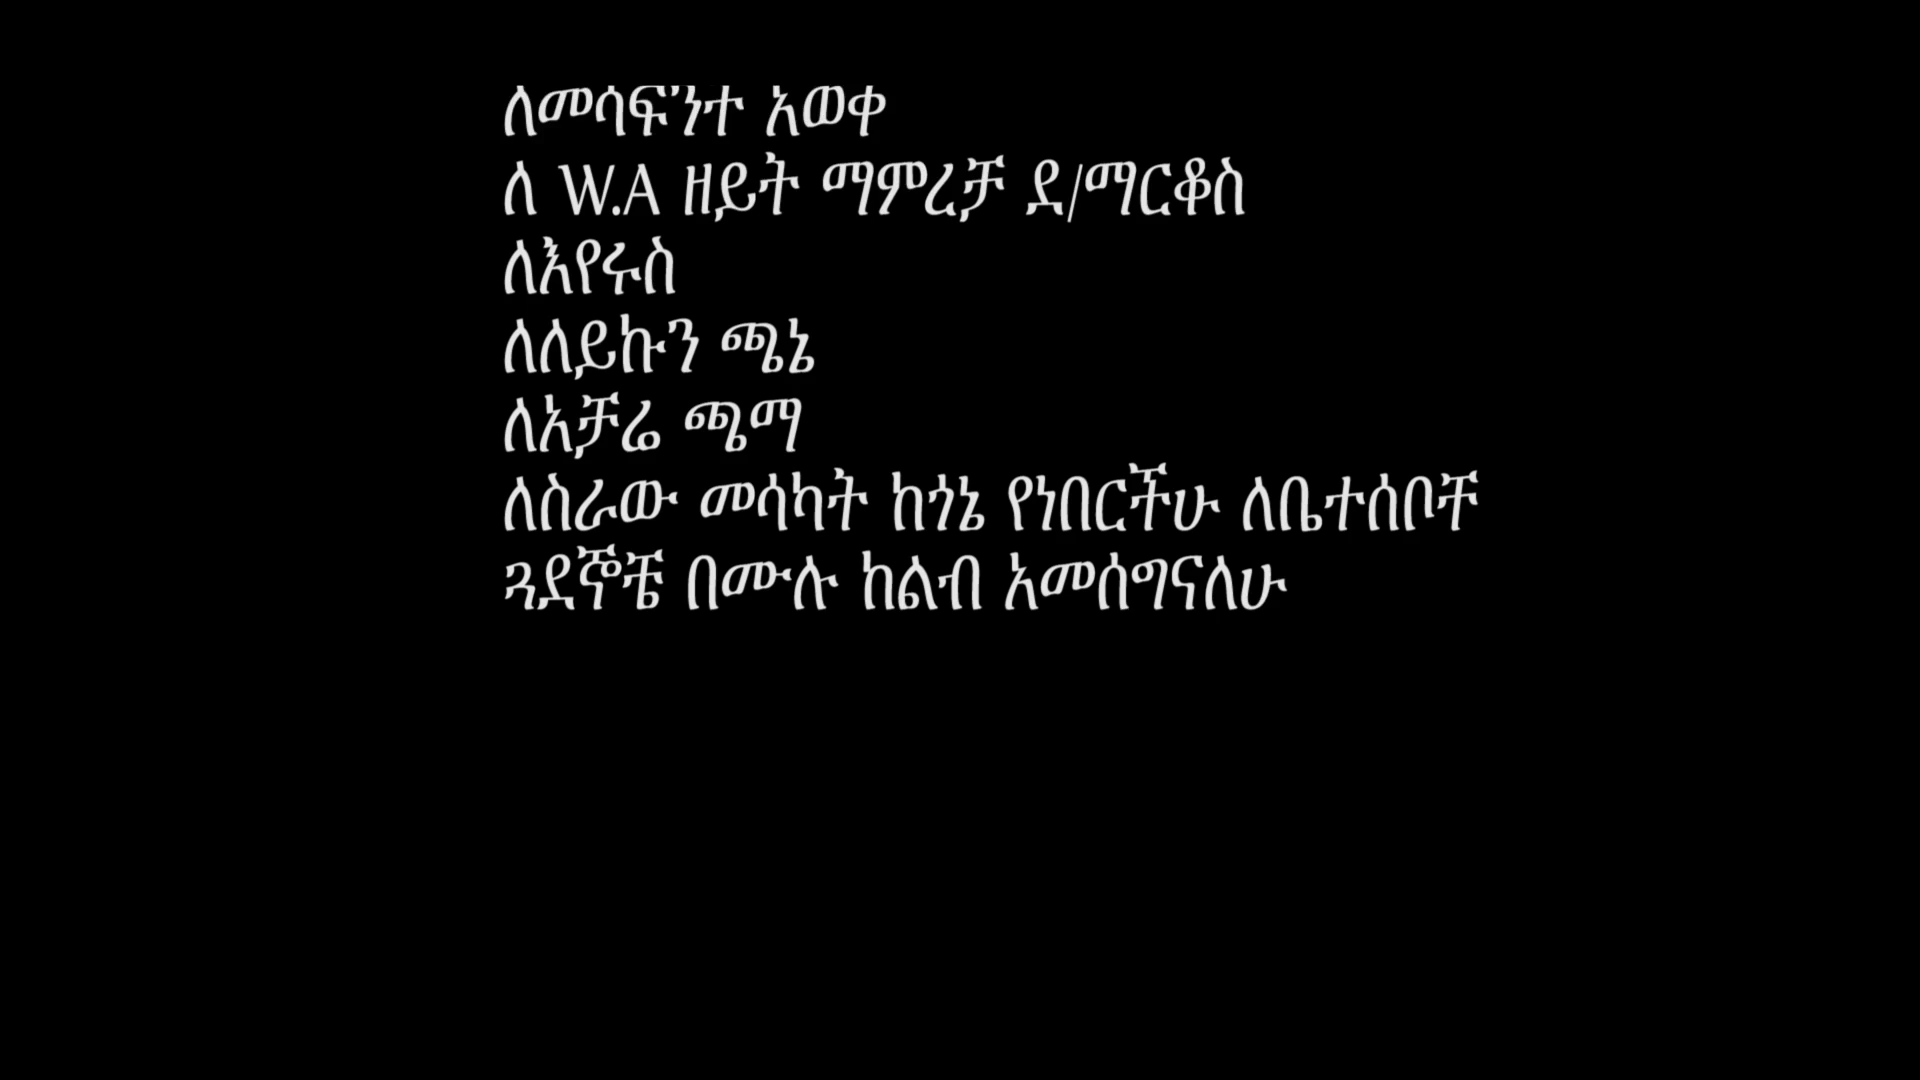 ለመሳፍንተ አወቀ
ለ W.A ዘይት ማምረቻ ደ/ማርቆስ
ለእየሩስ
ለለይኩን ጫኔ
ለአቻሬ ጫማ
ለስራው መሳካት ከጎኔ የነበርችሁ ለቤተሰቦቸ
ጓደኞቼ በሙሉ ከልብ አመሰግናለሁ